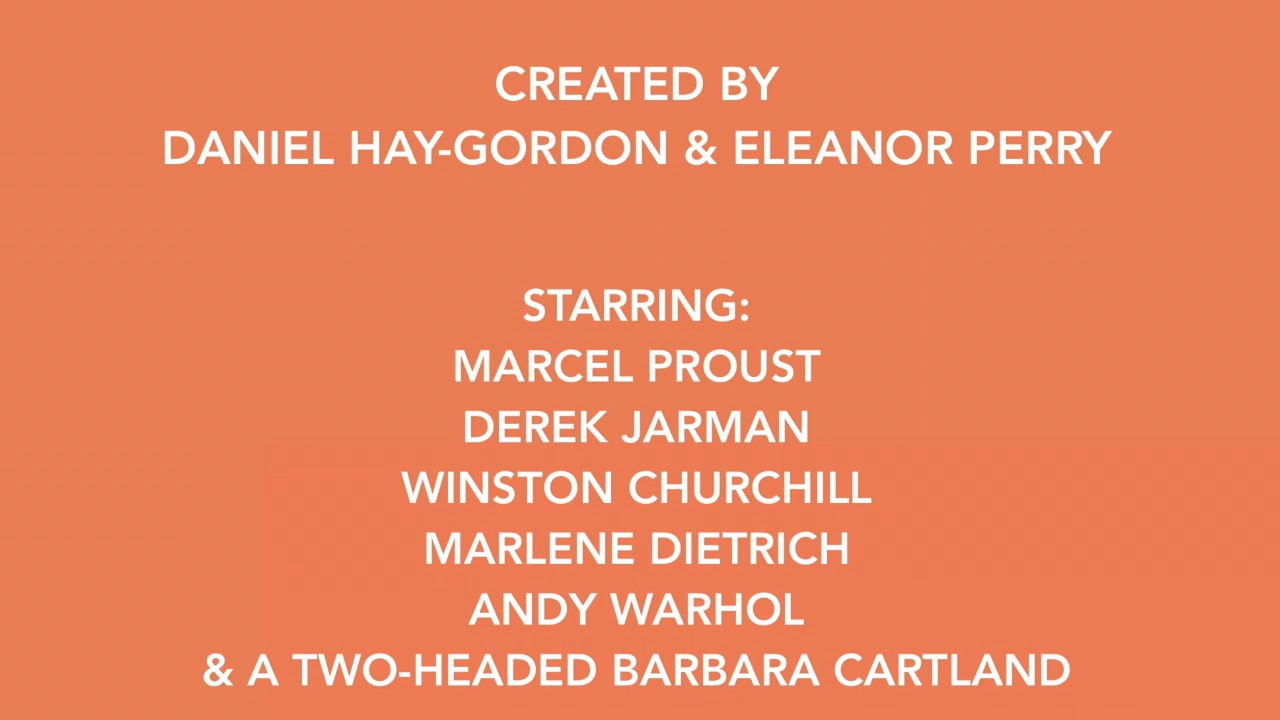 CREATED BY
DANIEL HAY-GORDON & ELEANOR PERRY
STARRING:
MARCEL PROUST
DEREK JARMAN
WINSTON CHURCHILL
MARLENE DIETRICH
ANDY WARHOL
& A TWO-HEADED BARBARA CARTLAND